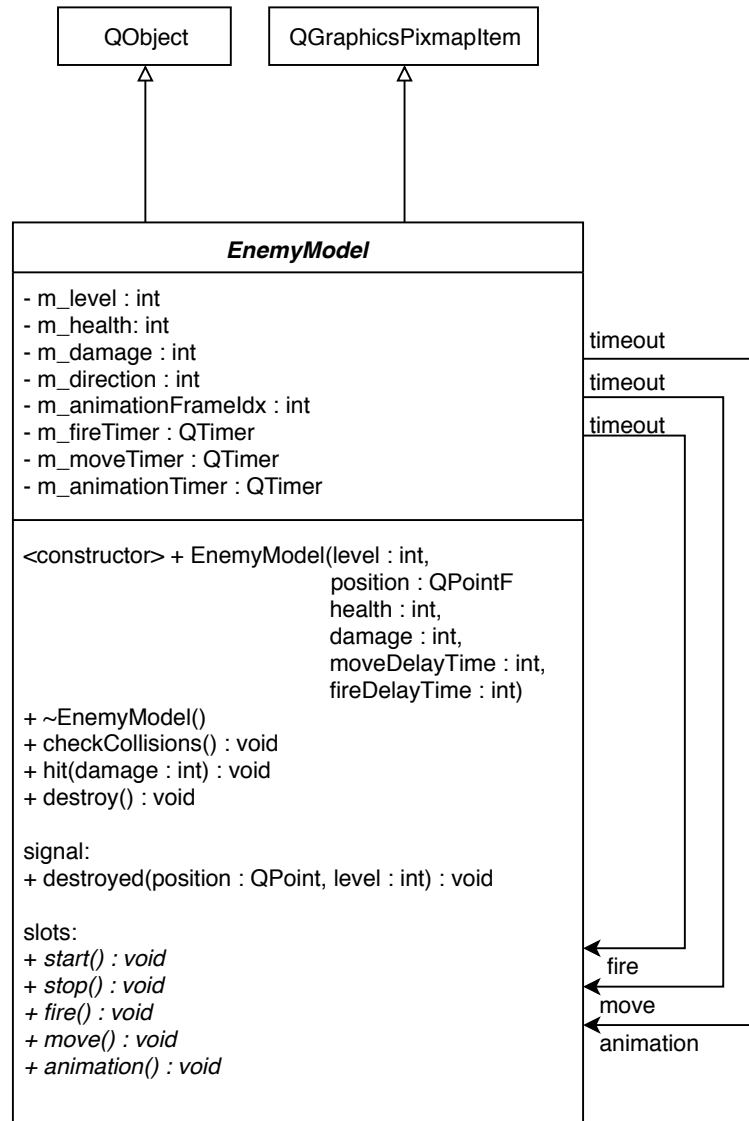 QObject
QGraphicsPixmapItem
EnemyModel
- m_level : int
- m_health: int
- m_damage : int
- m_direction : int
- m_animationFrameIdx : int
- m_fireTimer : QTimer
- m_moveTimer : QTimer
- m_animationTimer : QTimer
timeout
timeout
timeout
<constructor> + EnemyModel(level : int,
position : QPointF
health : int,
damage : int,
moveDelayTime : int,
fireDelayTime : int)
+ ~EnemyModel()
+ checkCollisions() : void
+ hit(damage : int) : void
+ destroy() : void
signal:
+ destroyed(position : QPoint, level : int) : void
slots:
+ start() : void
+ stop() : void
+ fire() : void
+ move() : void
+ animation() : void
fire
move
animation